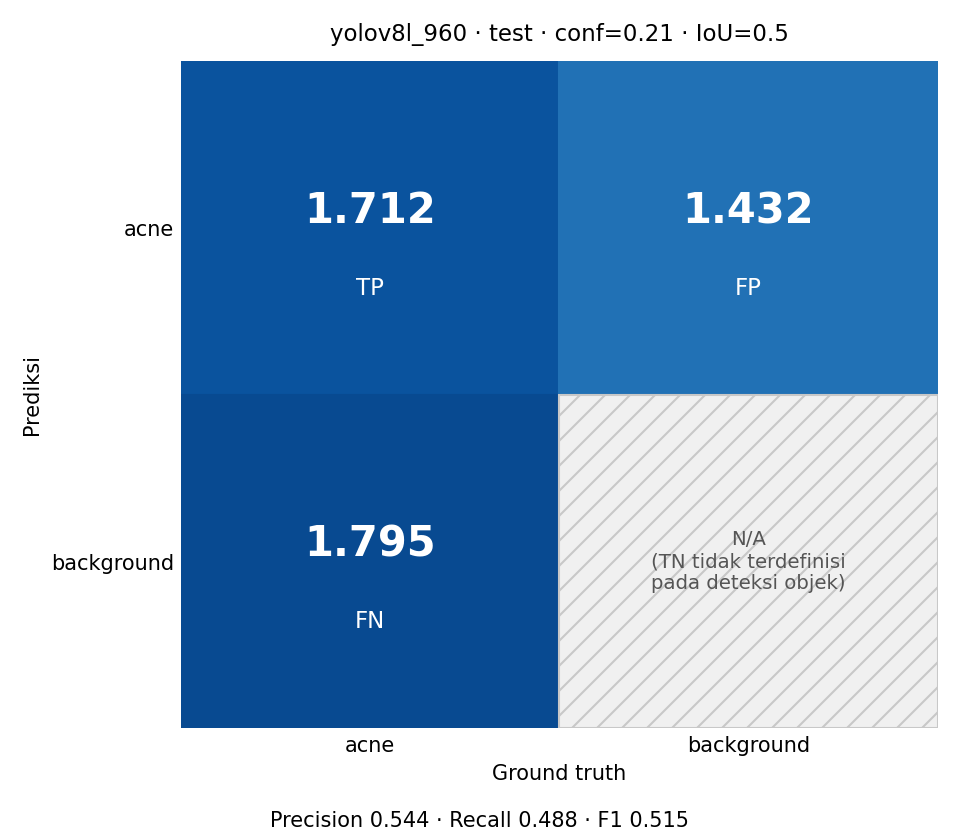 yolov8l_960 · test · conf=0.21 · IoU=0.5
acne
1.712
TP
1.432
FP
Prediksi
background
1.795
FN
N/A
(TN tidak terdefinisi
pada deteksi objek)
acne
background
Ground truth
Precision 0.544 · Recall 0.488 · F1 0.515